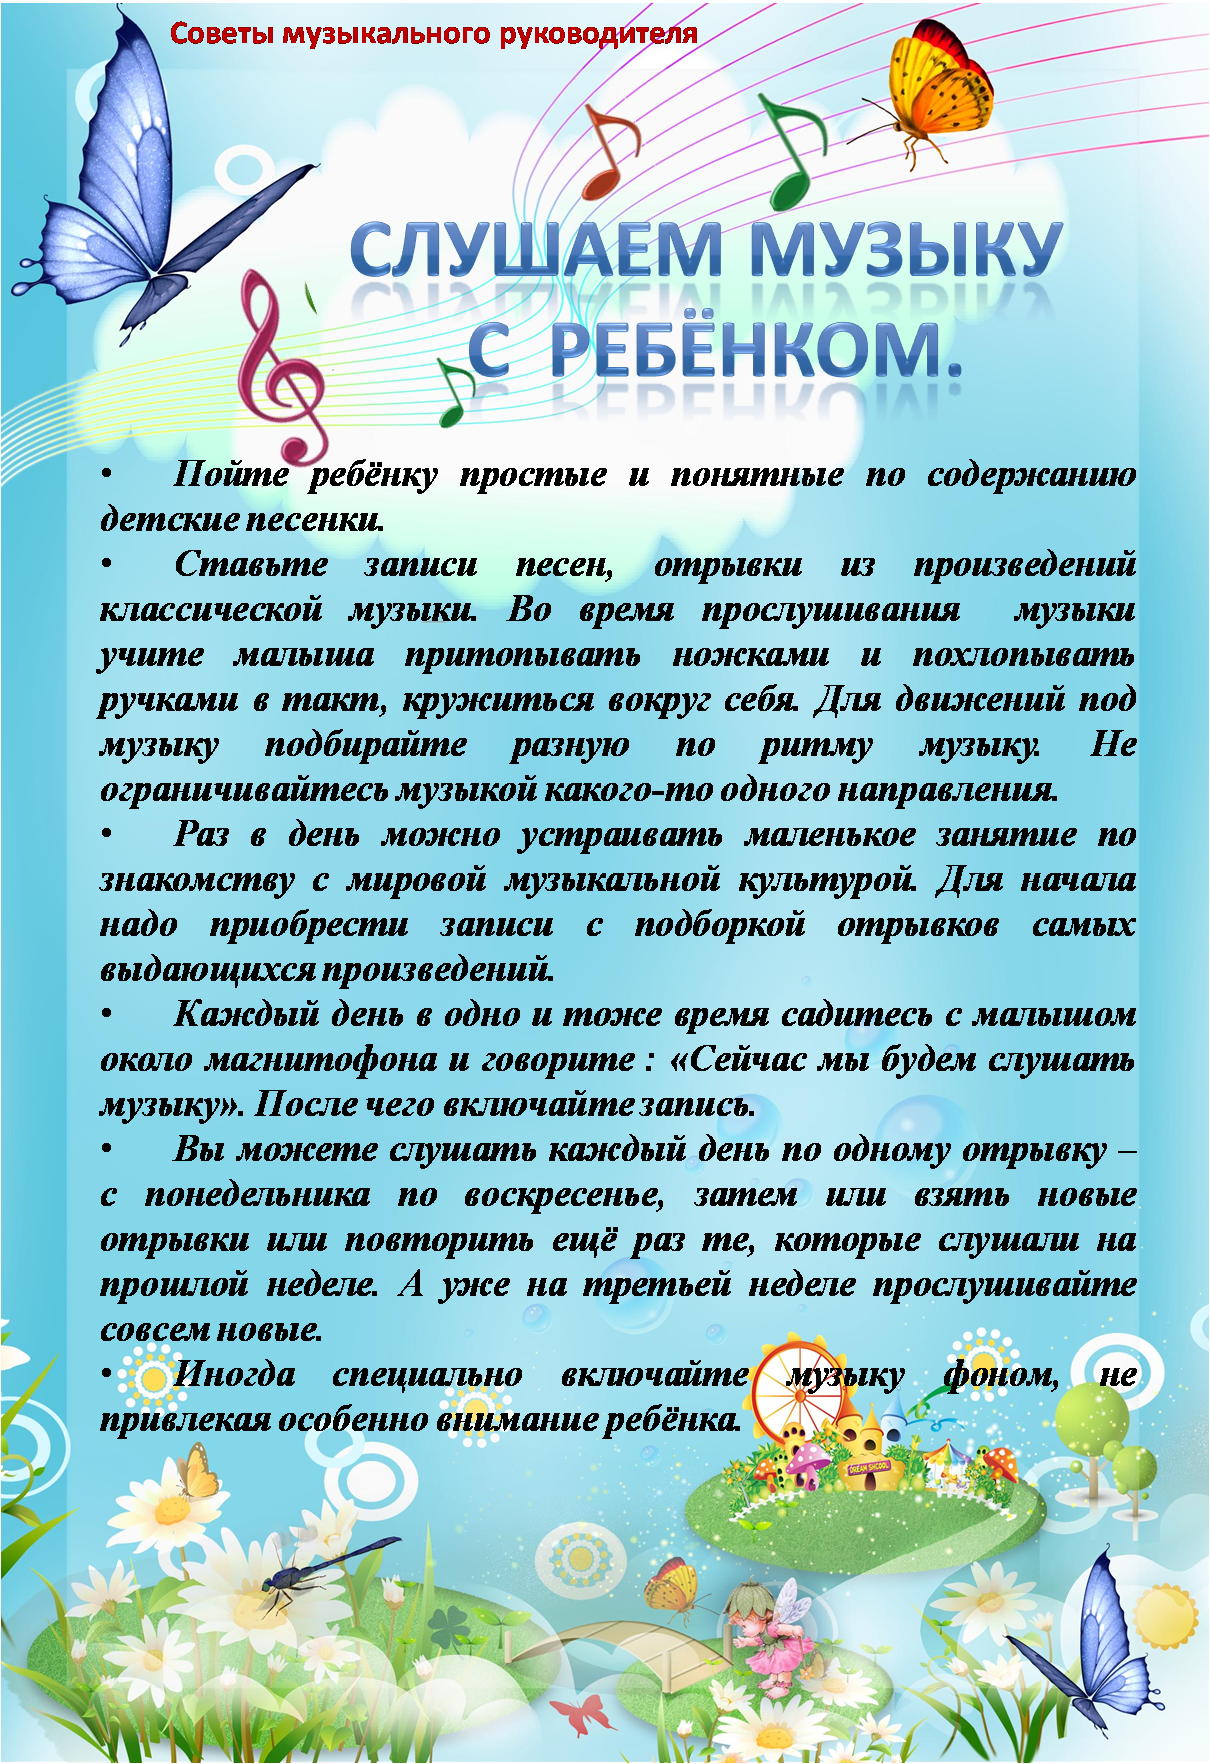 Советы музыкального руководителя
СЛУШАЕМ МУЗЫКУ
С РЕБЁНКОМ.
• Пойте ребёнку простые и понятные по содержанию
детские песенки.
• Ставьте записи песен, отрывки из произведений
классической музыки. Во время прослушивания музыки
учите малыша притопывать ножками и похлопывать
ручками в такт, кружиться вокруг себя. Для движений под
музыку подбирайте разную по ритму музыку. Не
ограничивайтесь музыкой какого-то одного направления.
• Раз в день можно устраивать маленькое занятие по
знакомству с мировой музыкальной культурой. Для начала
надо приобрести записи с подборкой отрывков самых
выдающихся произведений.
• Каждый день в одно и тоже время садитесь с малышом
около магнитофона и говорите : «Сейчас мы будем слушать
музыку». После чего включайте запись.
• Вы можете слушать каждый день по одному отрывку –
с понедельника по воскресенье, затем или взять новые
отрывки или повторить ещё раз те, которые слушали на
прошлой неделе. А уже на третьей неделе прослушивайте
совсем новые.
• Иногда специально включайте музыку фоном, не
привлекая особенно внимание ребёнка.
DREAM SHCOOL